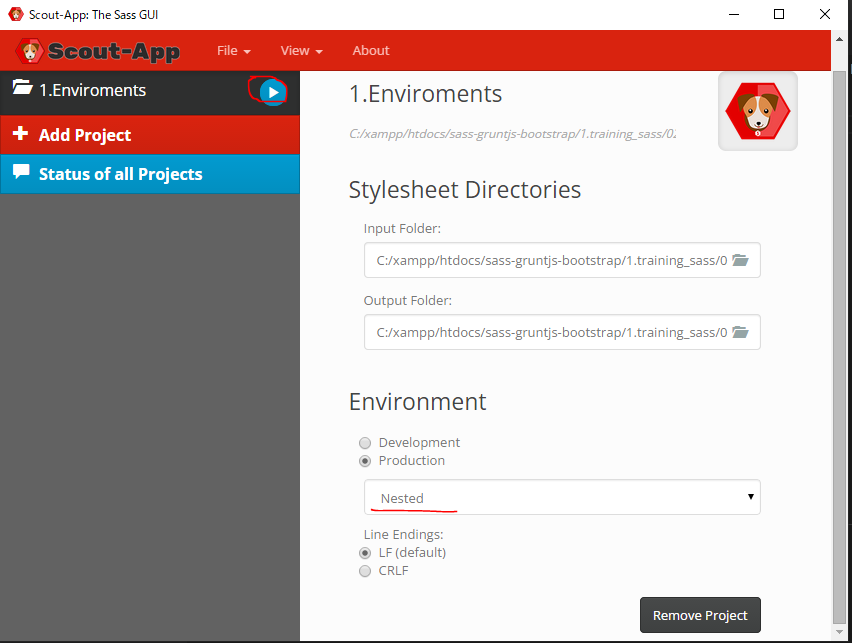 Scout-App: The Sass GUI
Scout-App File View About
1.Enviroments
Add Project
Status of all Projects
1.Enviroments
C:/xampp/htdocs/sass-gruntjs-bootstrap/1.training_sass/02
Stylesheet Directories
Input Folder:
C:/xampp/htdocs/sass-gruntjs-bootstrap/1.training_sass/0
Output Folder:
C:/xampp/htdocs/sass-gruntjs-bootstrap/1.training_sass/0
Environment
Development
Production
Nested
Line Endings:
LF (default)
CRLF
Remove Project